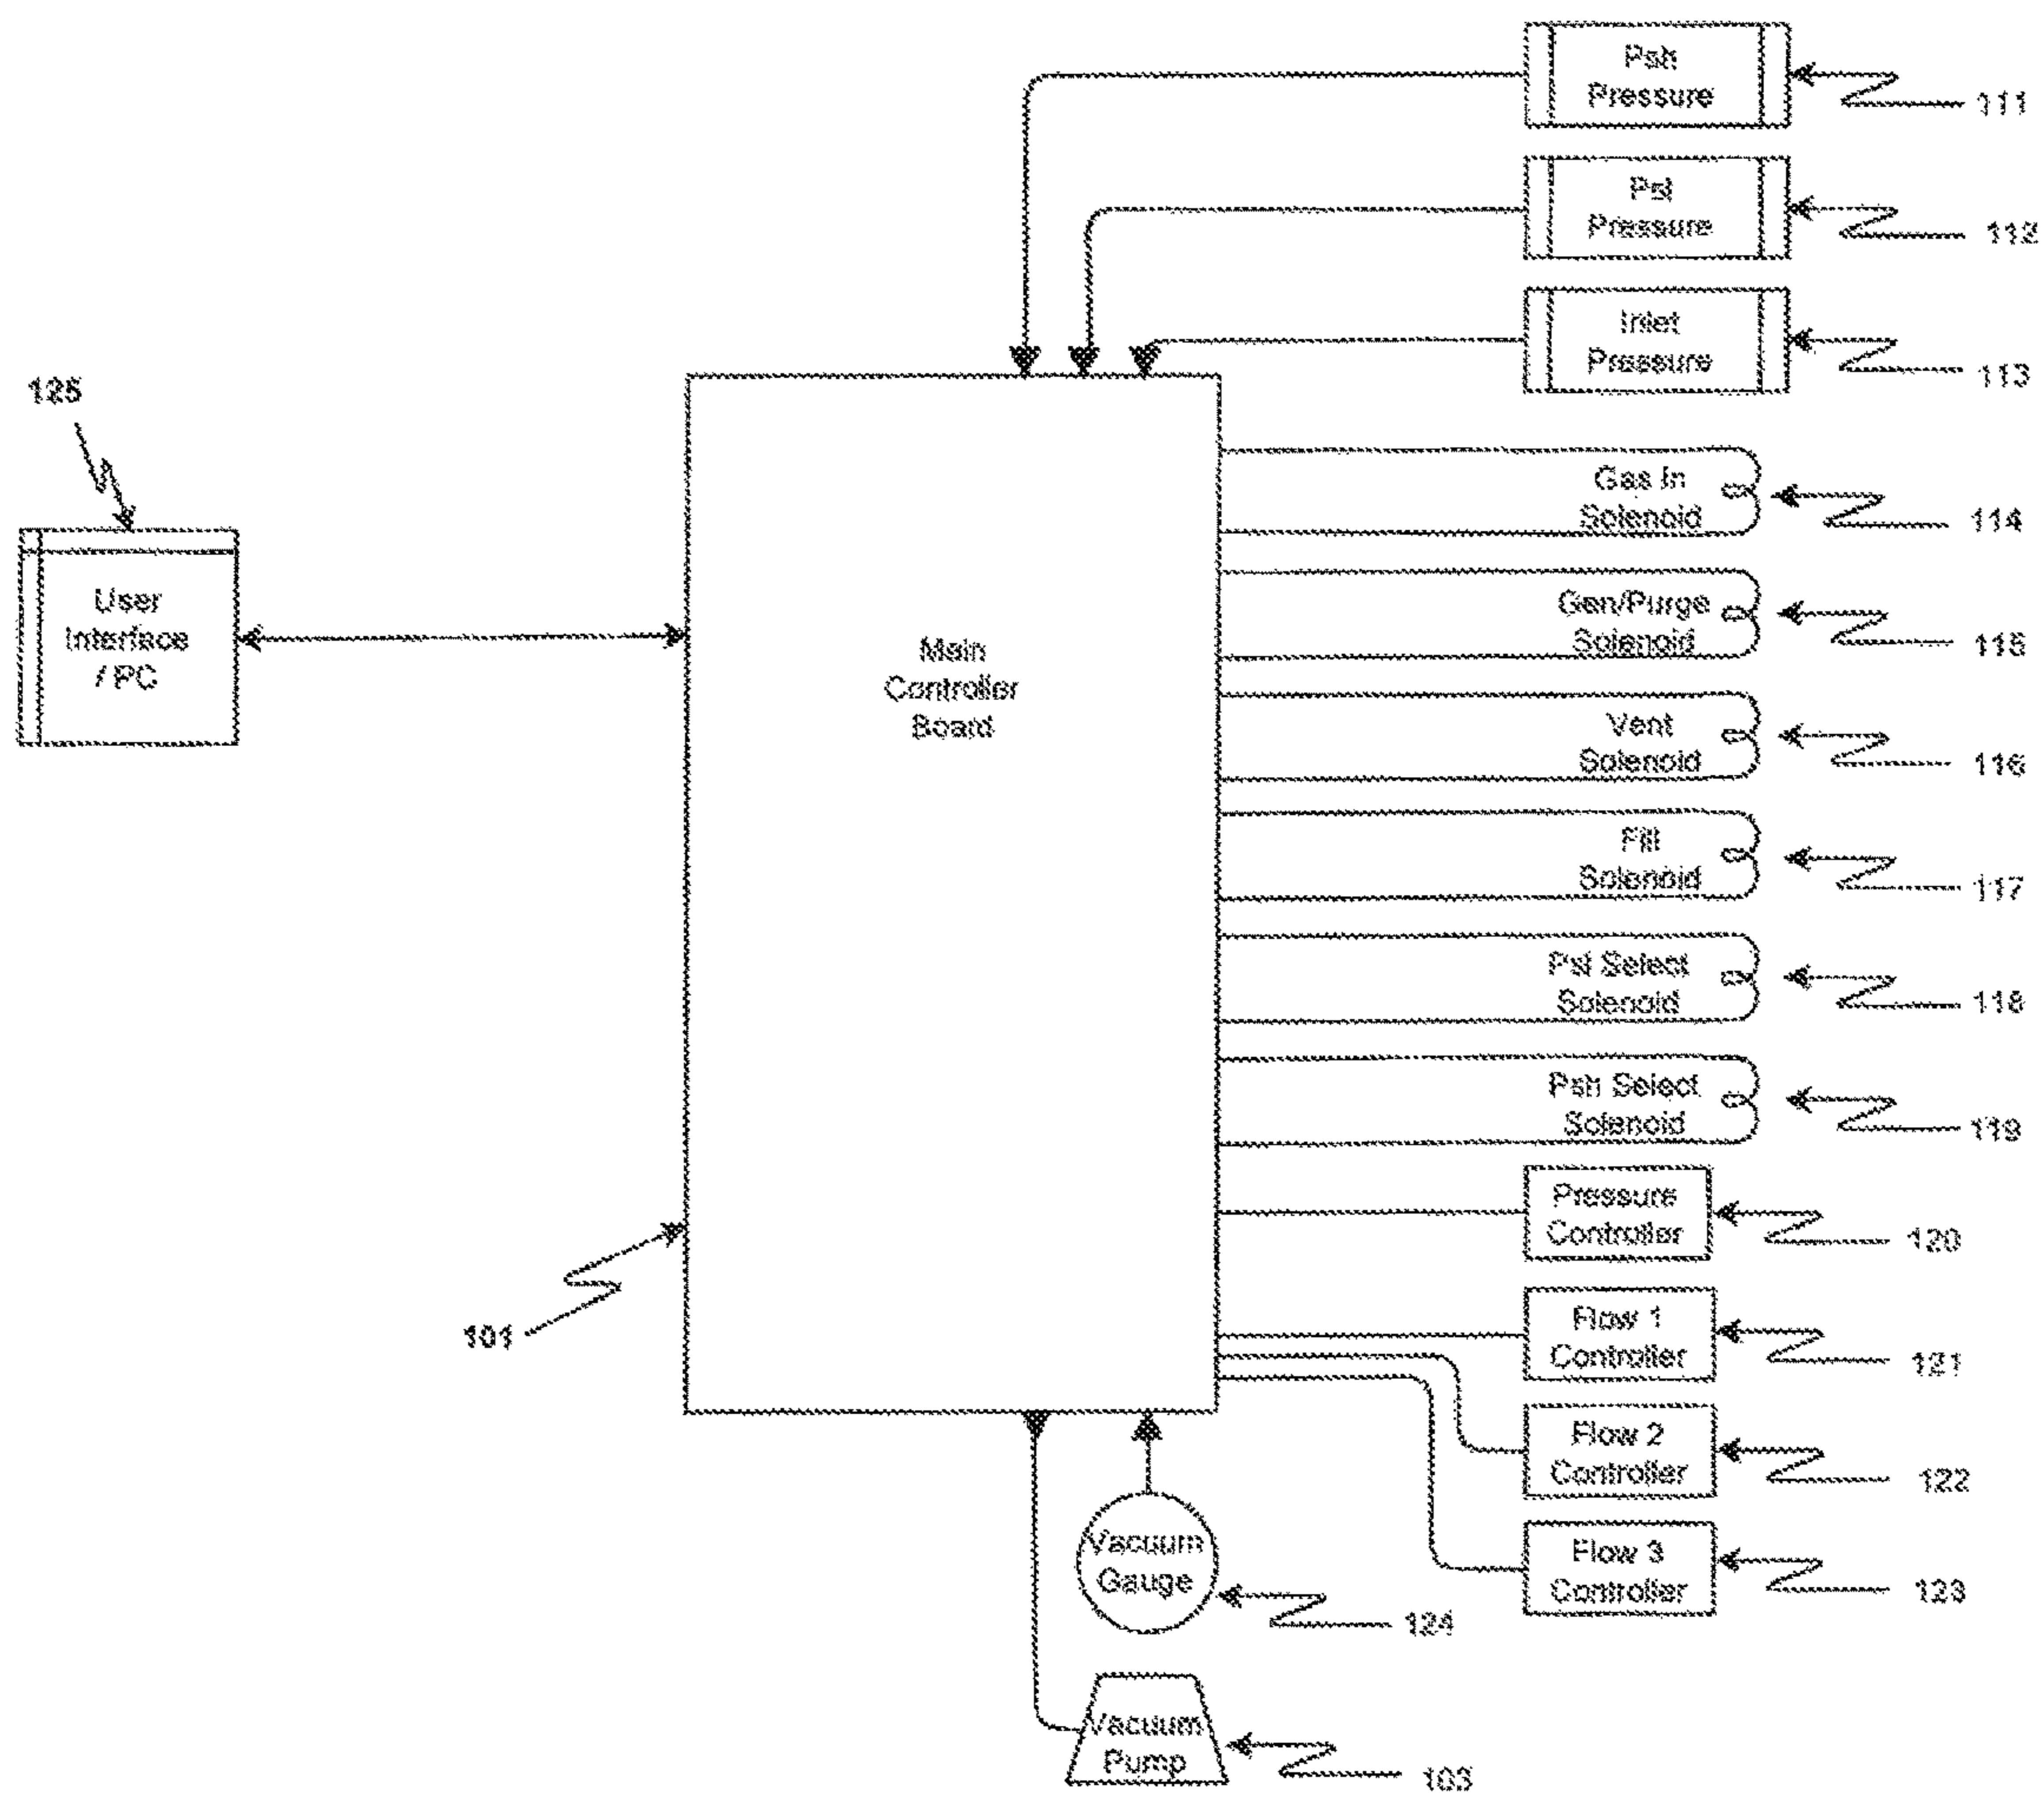 Psh
Pressure
111
Psl
Pressure
112
Inlet
Pressure
113
125
User
Interface
/ PC
Main
Controller
Board
Gas In
Solenoid
114
Gen/Purge
Solenoid
115
Vent
Solenoid
116
Fill
Solenoid
117
Psl Select
Solenoid
118
Psh Select
Solenoid
119
Pressure
Controller
120
101
Flow 1
Controller
121
Flow 2
Controller
122
Flow 3
Controller
123
Vacuum
Gauge
124
Vacuum
Pump
103